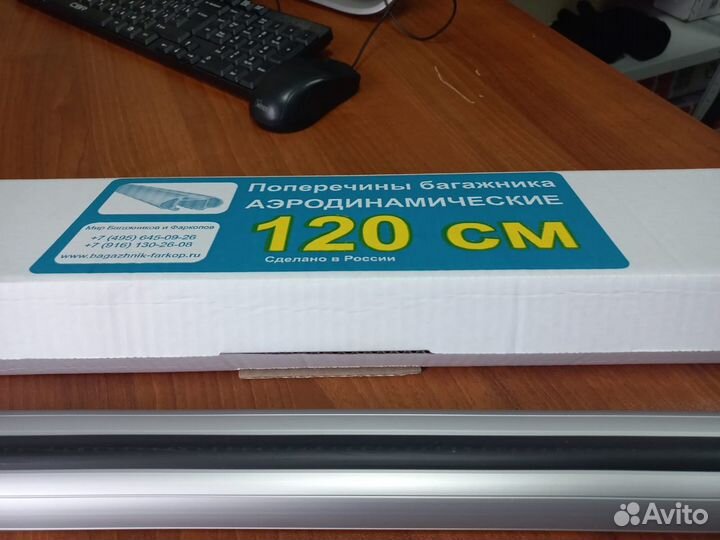 Поперечины багажника
АЭРОДИНАМИЧЕСКИЕ
120 см
Сделано в России
Мир Багажников и Фаркопов
+7 (495) 645-09-26
+7 (916) 130-26-08
www.bagazhnik-farkop.ru
Avito